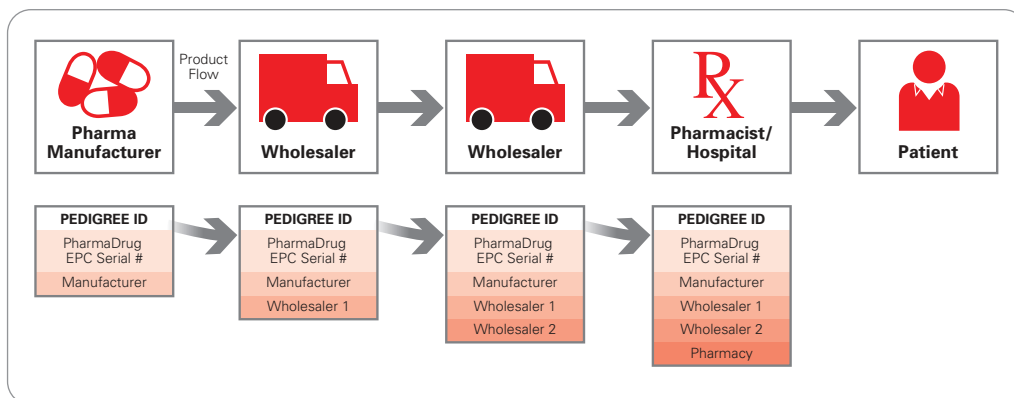 Product
Flow
Pharma
Manufacturer
Wholesaler
Wholesaler
Rx
Pharmacist/
Hospital
Patient
PEDIGREE ID
PharmaDrug
EPC Serial #
Manufacturer
PEDIGREE ID
PharmaDrug
EPC Serial #
Manufacturer
Wholesaler 1
PEDIGREE ID
PharmaDrug
EPC Serial #
Manufacturer
Wholesaler 1
Wholesaler 2
PEDIGREE ID
PharmaDrug
EPC Serial #
Manufacturer
Wholesaler 1
Wholesaler 2
Pharmacy